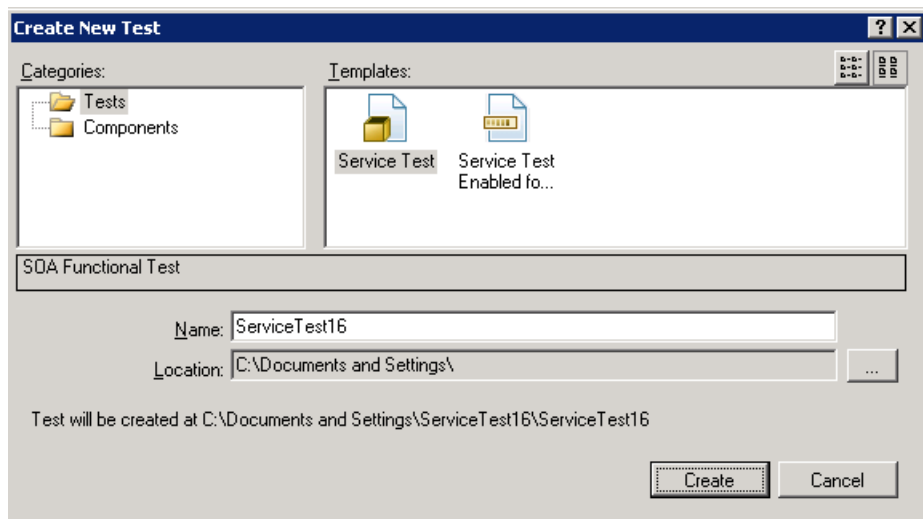 Create New Test
Categories:
Templates:
Tests
Components
Service Test
Service Test
Enabled fo...
SOA Functional Test
Name: ServiceTest16
Location: C:\Documents and Settings\
...
Test will be created at C:\Documents and Settings\ServiceTest16\ServiceTest16
Create
Cancel